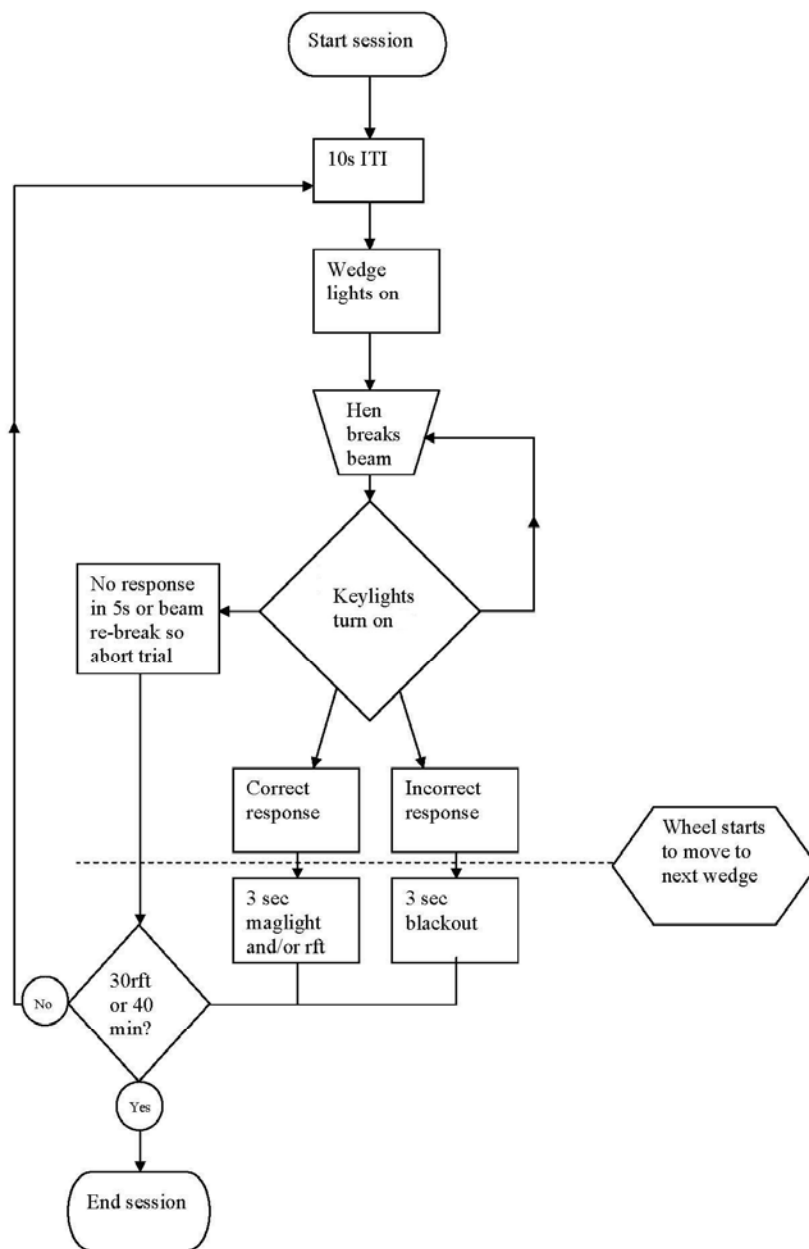 Start session
10s ITI
Wedge
lights on
Hen
breaks
beam
Keylights
turn on
No response
in 5s or beam
re-break so
abort trial
Correct
response
Incorrect
response
Wheel starts
to move to
next wedge
3 sec
maglight
and/or rft
3 sec
blackout
30rft
or 40
min?
No
Yes
End session